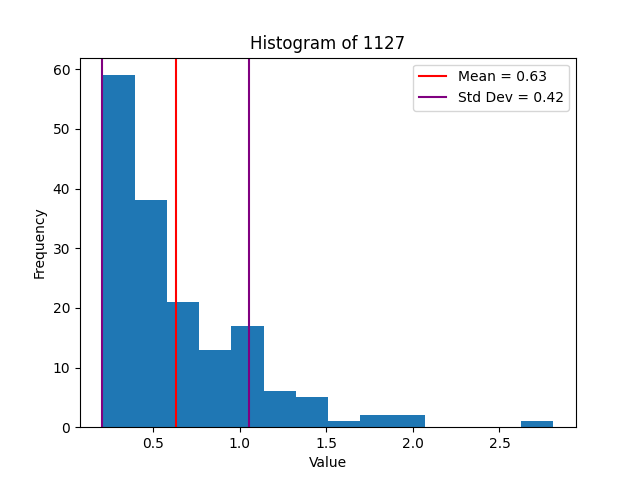 Histogram of 1127
Mean = 0.63
Std Dev = 0.42
60
50
40
30
20
10
0
Frequency
0.5
1.0
1.5
2.0
2.5
Value